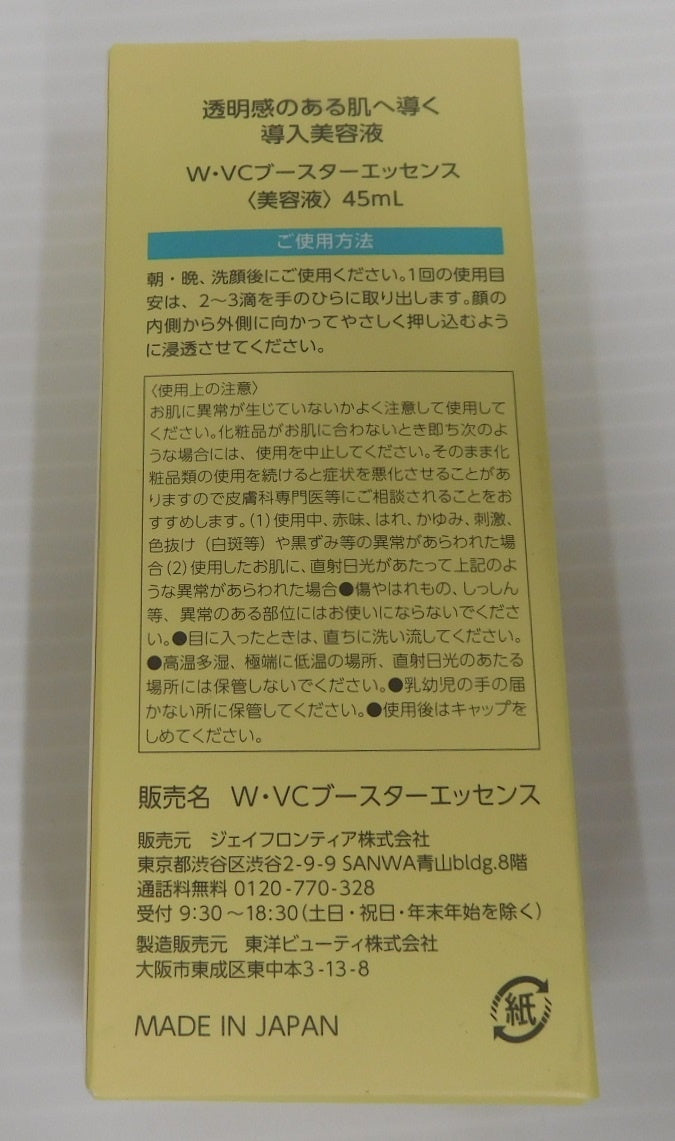 透明感のある肌へ導く
導入美容液
W・VCブースターエッセンス
〈美容液〉 45mL
ご使用方法
朝・晩、洗顔後にご使用ください。1回の使用目
安は、2～3滴を手のひらに取り出します。顔の
内側から外側に向かってやさしく押し込むよう
に浸透させてください。
〈使用上の注意〉
お肌に異常が生じていないかよく注意して使用して
ください。化粧品がお肌に合わないとき即ち次のよ
うな場合には、使用を中止してください。そのまま化
粧品類の使用を続けると症状を悪化させることがあ
りますので皮膚科専門医等にご相談されることをお
すすめします。(1)使用中、赤味、はれ、かゆみ、刺激、
色抜け（白斑等）や黒ずみ等の異常があらわれた場
合(2)使用したお肌に、直射日光があたって上記のよ
うな異常があらわれた場合●傷やはれもの、しっしん
等、異常のある部位にはお使いにならないでくださ
い。●目に入ったときは、直ちに洗い流してください。
●高温多湿、極端に低温の場所、直射日光のあたる
場所には保管しないでください。●乳幼児の手の届
かない所に保管してください。●使用後はキャップを
しめてください。
販売名 W・VCブースターエッセンス
販売元 ジェイフロンティア株式会社
東京都渋谷区渋谷2-9-9 SANWA青山bldg.8階
通話料無料 0120-770-328
受付 9:30～18:30(土日・祝日・年末年始を除く)
製造販売元 東洋ビューティ株式会社
大阪市東成区東中本3-13-8
MADE IN JAPAN
紙